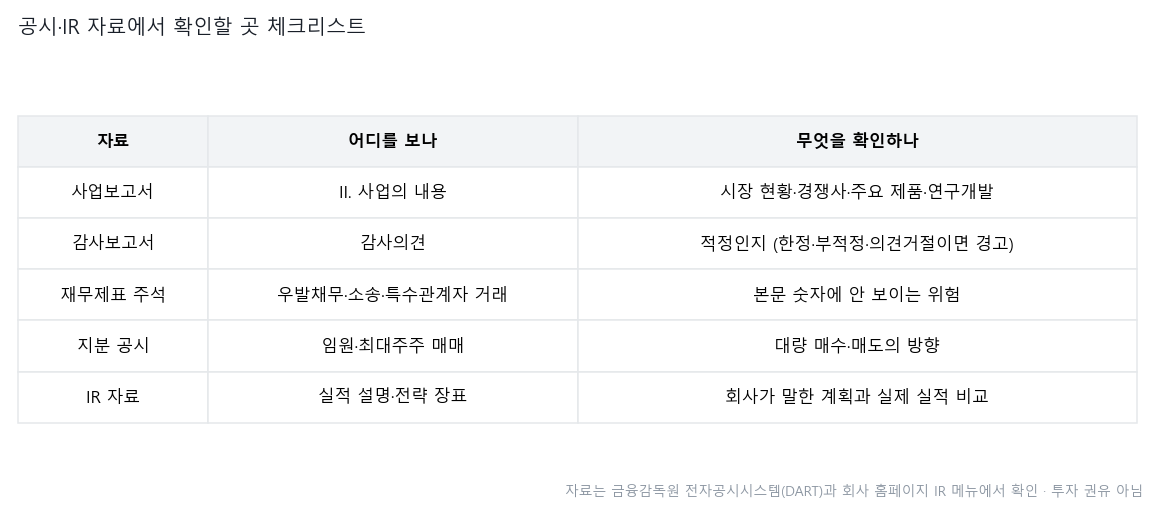 공시·IR 자료에서 확인할 곳 체크리스트
자료 어디를 보나 무엇을 확인하나
사업보고서 II. 사업의 내용 시장 현황·경쟁사·주요 제품·연구개발
감사보고서 감사의견 적정인지 (한정·부적정·의견거절이면 경고)
재무제표 주석 우발채무·소송·특수관계자 거래 본문 숫자에 안 보이는 위험
지분 공시 임원·최대주주 매매 대량 매수·매도의 방향
IR 자료 실적 설명·전략 장표 회사가 말한 계획과 실제 실적 비교
자료는 금융감독원 전자공시시스템(DART)과 회사 홈페이지 IR 메뉴에서 확인 · 투자 권유 아님